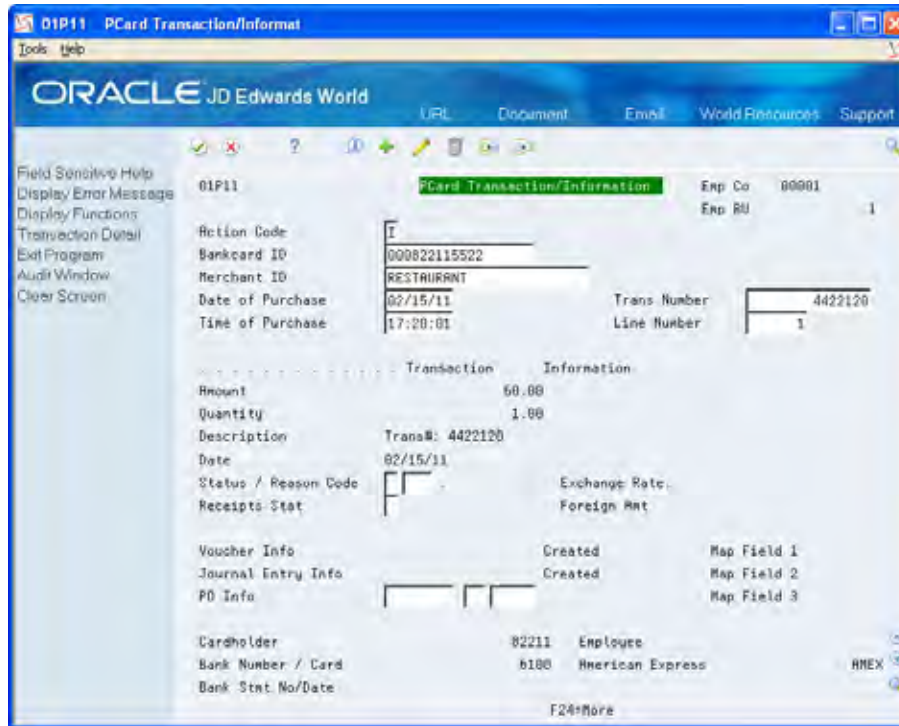 01P11 PCard Transaction/Informat
Tools Help
ORACLE JD Edwards World
URL Document Email World Resources Support
Field Sensitive Help
Display Error Message
Display Functions
Transaction Detail
Exit Program
Audit Window
Clear Screen
01P11 PCard Transaction/Information Emp Co 00001
Emp BU 1
Action Code I
Bankcard ID 000822115522
Merchant ID RESTAURANT
Date of Purchase 02/15/11 Trans Number 4422120
Time of Purchase 17:20:01 Line Number 1
. . . . . . . . . . . . . Transaction Information
Amount 60.00
Quantity 1.00
Description Trans#: 4422120
Date 02/15/11
Status / Reason Code . Exchange Rate.
Receipts Stat Foreign Amt
Voucher Info Created Map Field 1
Journal Entry Info Created Map Field 2
PO Info Map Field 3
Cardholder 82211 Employee
Bank Number / Card 6100 American Express AMEX
Bank Stmt No/Date
F24=More